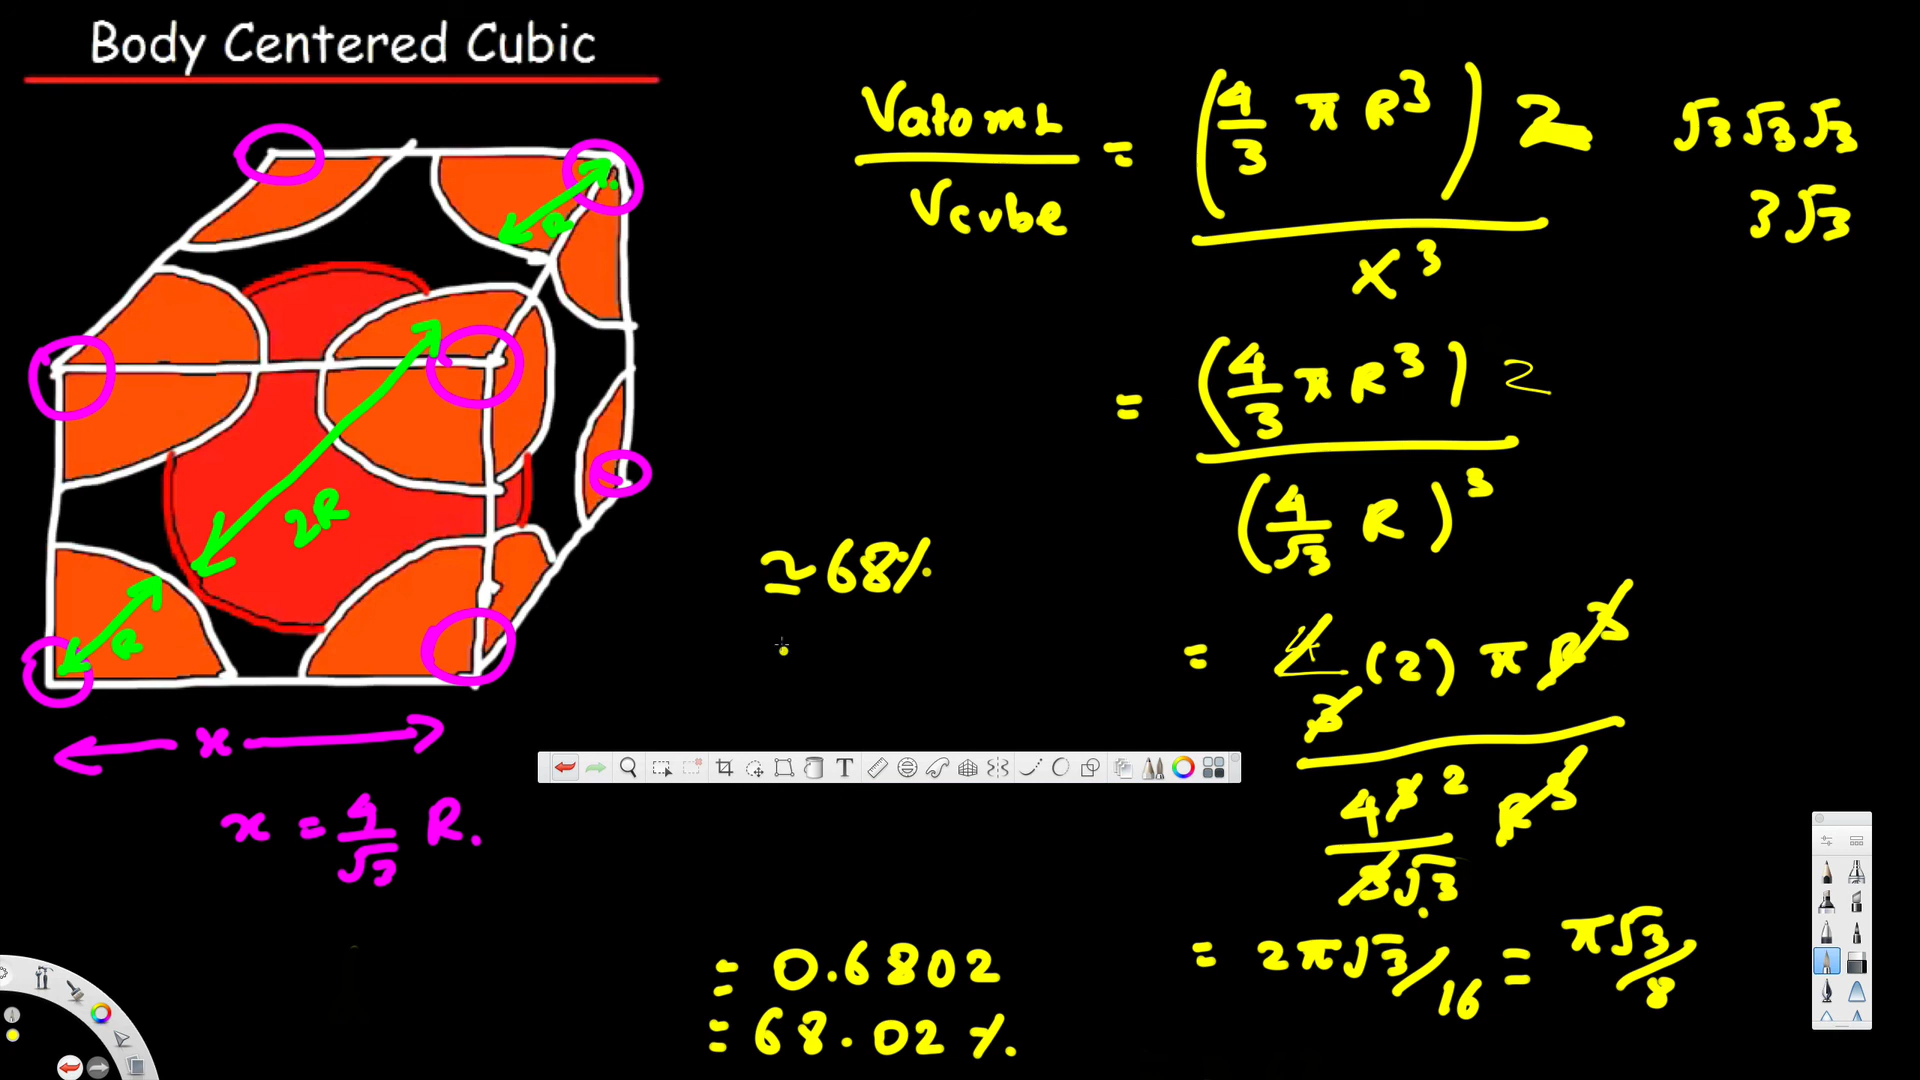 Body Centered Cubic
R
2R
R
x
x = 4/√3 R.
Vatoms / Vcube = (4/3 π R³) 2 / x³
√3 √3 √3
3√3
= (4/3 π R³) 2 / (4/√3 R)³
≃ 68%
= 4/3 (2) π R³ / 4³ ² / 3√3 R³
= 2π√3/16 = π√3/8
= 0.6802
= 68.02 %.
T